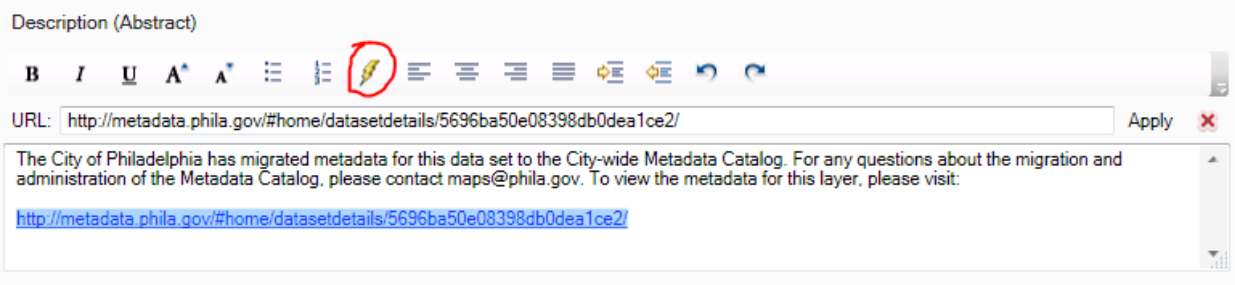 Description (Abstract)
B I U A A
URL: http://metadata.phila.gov/#home/datasetdetails/5696ba50e08398db0dea1ce2/ Apply
The City of Philadelphia has migrated metadata for this data set to the City-wide Metadata Catalog. For any questions about the migration and
administration of the Metadata Catalog, please contact maps@phila.gov. To view the metadata for this layer, please visit:
http://metadata.phila.gov/#home/datasetdetails/5696ba50e08398db0dea1ce2/